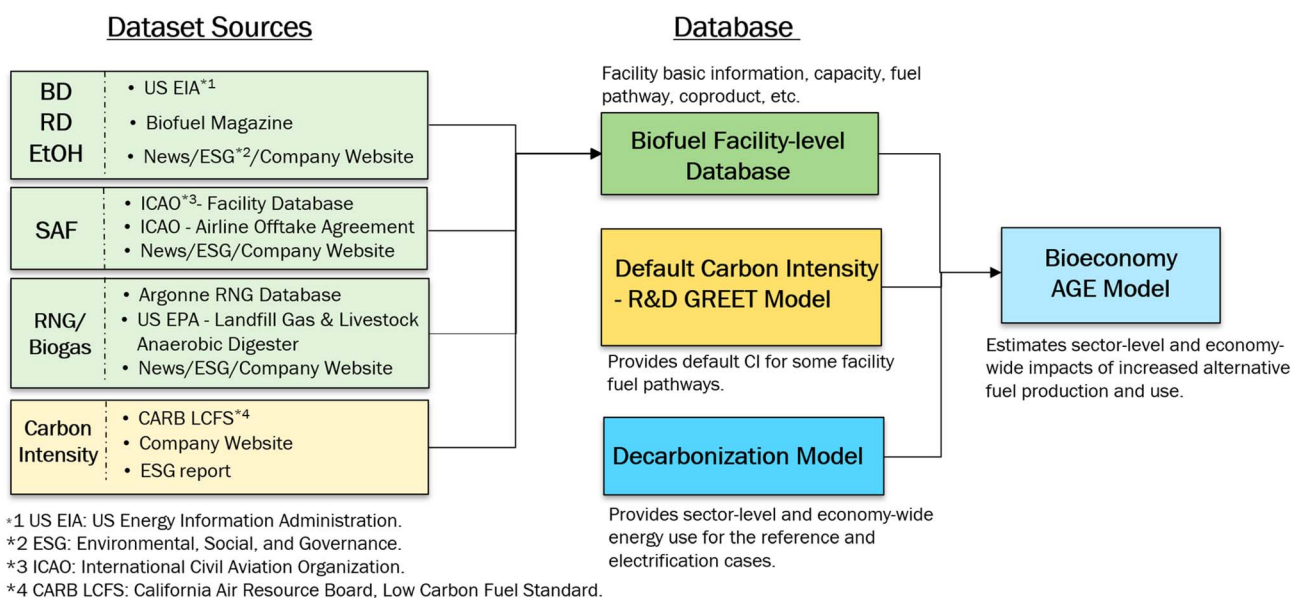 Dataset Sources
BD
RD
EtOH
• US EIA*1
• Biofuel Magazine
• News/ESG*2/Company Website
SAF
• ICAO*3- Facility Database
• ICAO - Airline Offtake Agreement
• News/ESG/Company Website
RNG/
Biogas
• Argonne RNG Database
• US EPA - Landfill Gas & Livestock
Anaerobic Digester
• News/ESG/Company Website
Carbon
Intensity
• CARB LCFS*4
• Company Website
• ESG report
*1 US EIA: US Energy Information Administration.
*2 ESG: Environmental, Social, and Governance.
*3 ICAO: International Civil Aviation Organization.
*4 CARB LCFS: California Air Resource Board, Low Carbon Fuel Standard.
Database
Facility basic information, capacity, fuel
pathway, coproduct, etc.
Biofuel Facility-level
Database
Default Carbon Intensity
- R&D GREET Model
Provides default CI for some facility
fuel pathways.
Decarbonization Model
Provides sector-level and economy-wide
energy use for the reference and
electrification cases.
Bioeconomy
AGE Model
Estimates sector-level and economy-
wide impacts of increased alternative
fuel production and use.